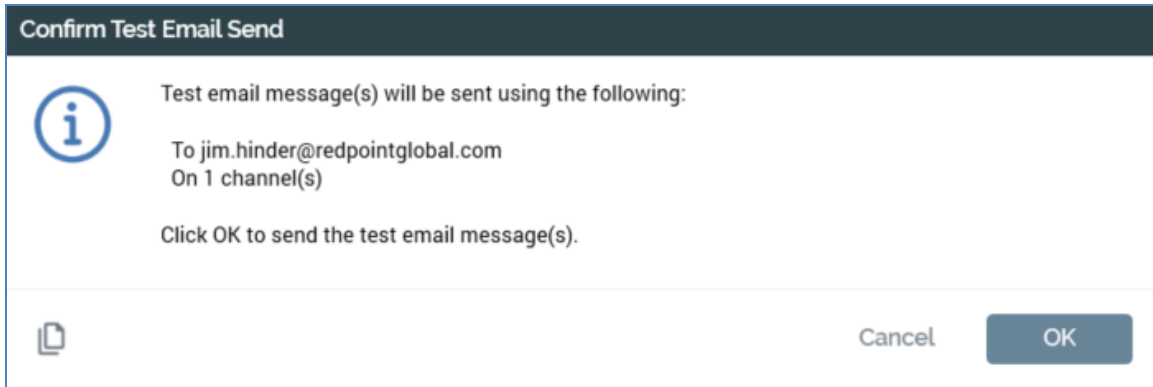 Confirm Test Email Send
Test email message(s) will be sent using the following:
To jim.hinder@redpointglobal.com
On 1 channel(s)
Click OK to send the test email message(s).
Cancel
OK